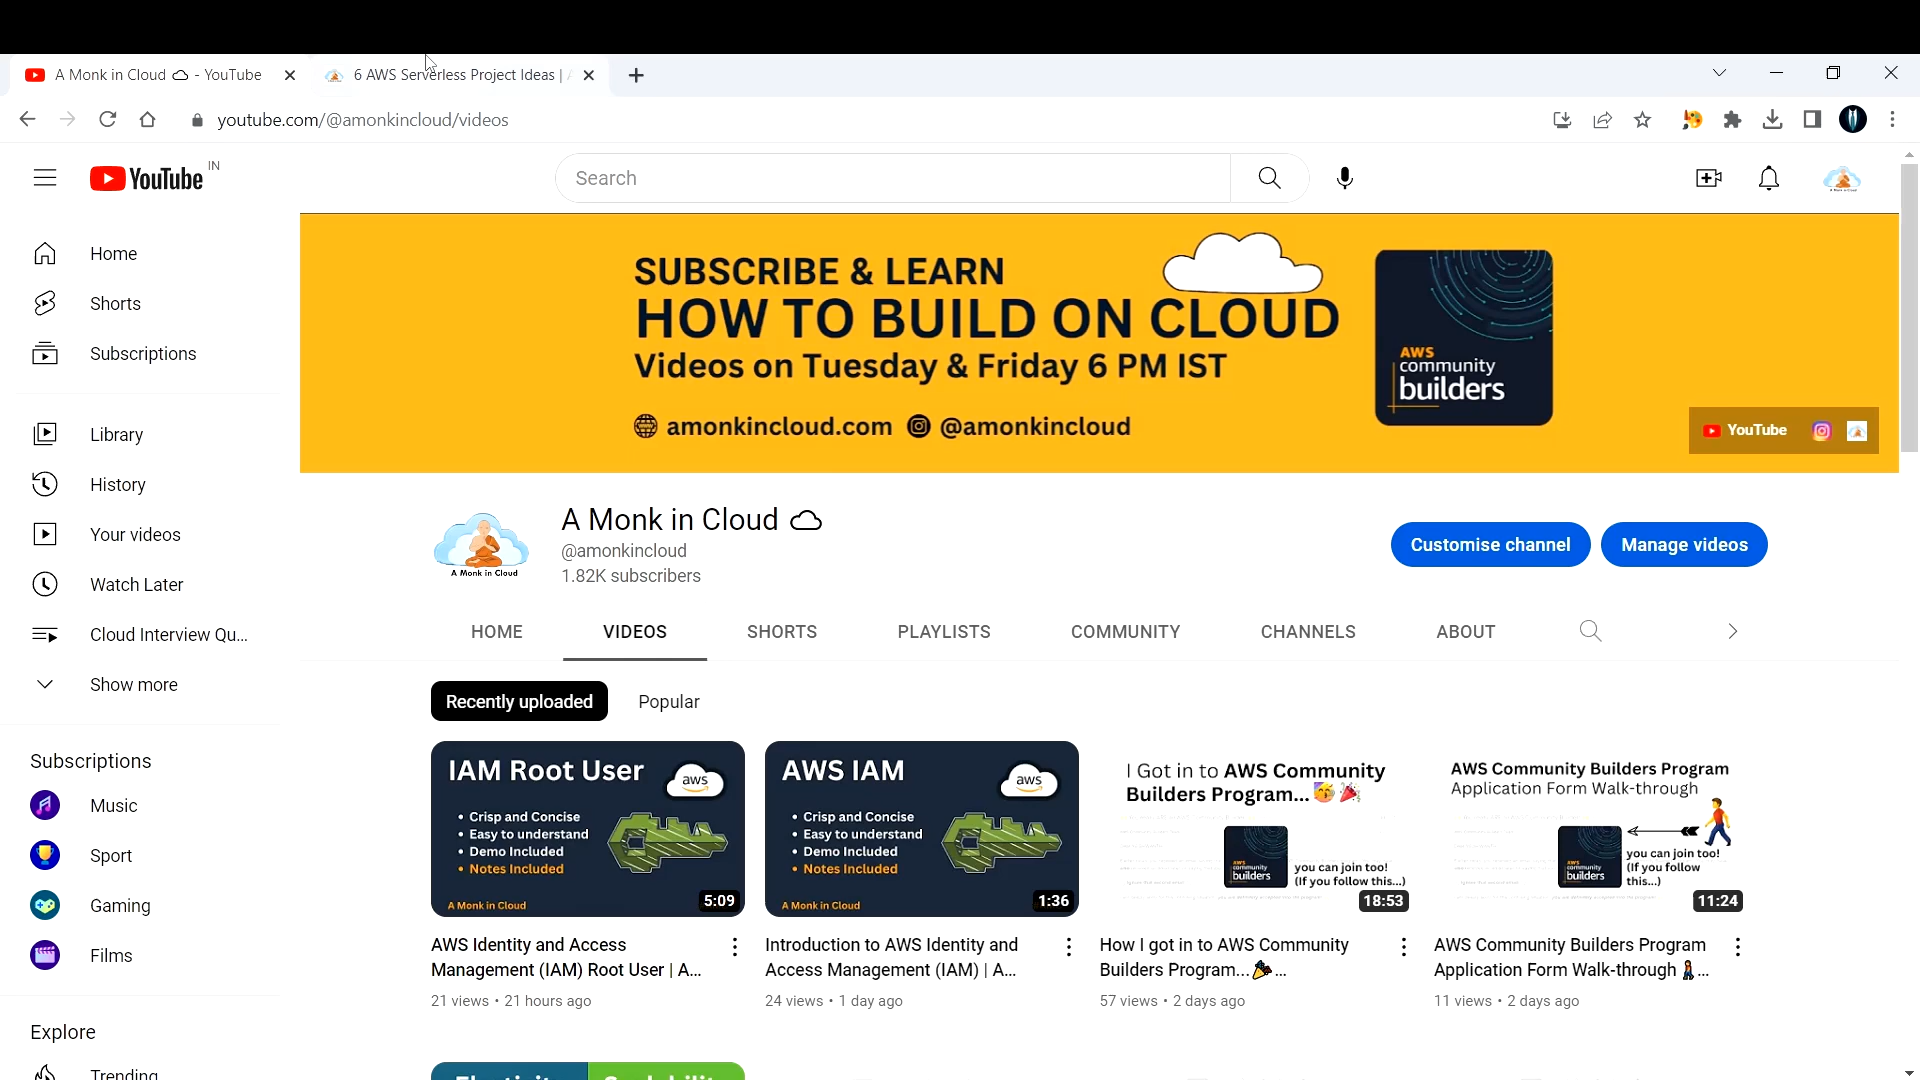 A Monk in Cloud - YouTube
6 AWS Serverless Project Ideas |
youtube.com/@amonkincloud/videos
YouTube IN
Search
Home
Shorts
Subscriptions
Library
History
Your videos
Watch Later
Cloud Interview Qu...
Show more
Subscriptions
Music
Sport
Gaming
Films
Explore
Trending
SUBSCRIBE & LEARN
HOW TO BUILD ON CLOUD
Videos on Tuesday & Friday 6 PM IST
amonkincloud.com @amonkincloud
AWS
community
builders
YouTube
A Monk in Cloud
A Monk in Cloud
@amonkincloud
1.82K subscribers
Customise channel
Manage videos
HOME
VIDEOS
SHORTS
PLAYLISTS
COMMUNITY
CHANNELS
ABOUT
Recently uploaded
Popular
IAM Root User
aws
• Crisp and Concise
• Easy to understand
• Demo Included
• Notes Included
A Monk in Cloud
5:09
AWS Identity and Access
Management (IAM) Root User | A...
21 views • 21 hours ago
AWS IAM
aws
• Crisp and Concise
• Easy to understand
• Demo Included
• Notes Included
A Monk in Cloud
1:36
Introduction to AWS Identity and
Access Management (IAM) | A...
24 views • 1 day ago
I Got in to AWS Community
Builders Program...
AWS
community
builders
you can join too!
(If you follow this...)
18:53
How I got in to AWS Community
Builders Program... ...
57 views • 2 days ago
AWS Community Builders Program
Application Form Walk-through
AWS
community
builders
you can join too!
(If you follow
this...)
11:24
AWS Community Builders Program
Application Form Walk-through ...
11 views • 2 days ago